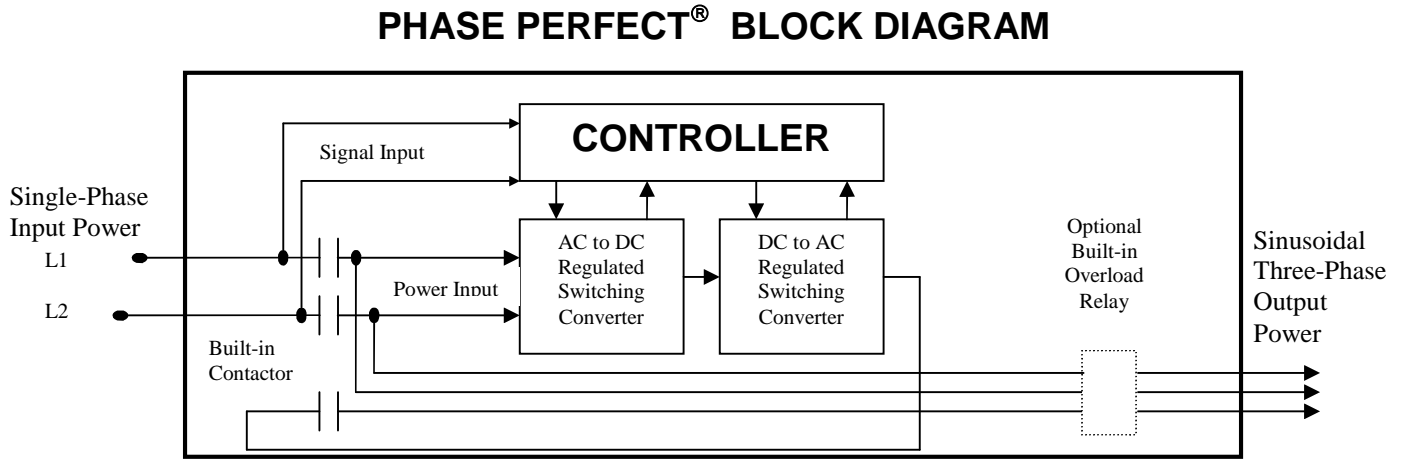 PHASE PERFECT® BLOCK DIAGRAM
CONTROLLER
Signal Input
Single-Phase
Input Power
L1
L2
AC to DC
Regulated
Switching
Converter
DC to AC
Regulated
Switching
Converter
Power Input
Optional
Built-in
Overload
Relay
Sinusoidal
Three-Phase
Output
Power
Built-in
Contactor